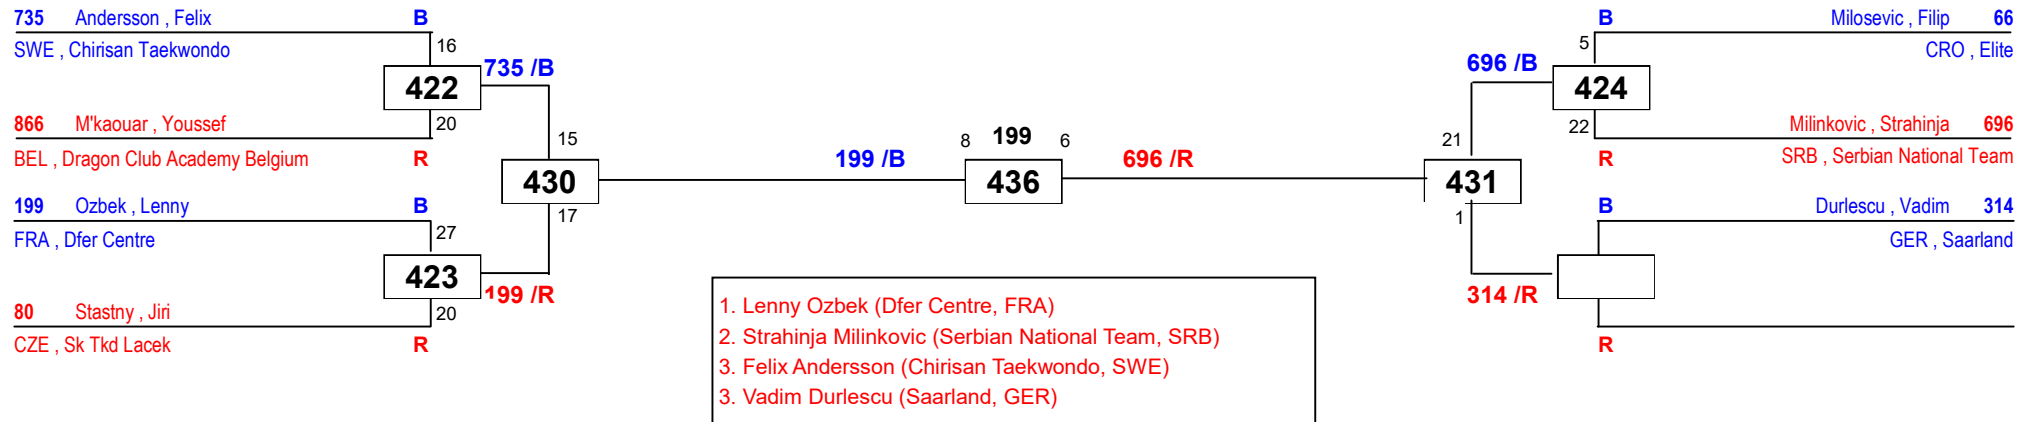 735 Andersson , Felix B
SWE , Chirisan Taekwondo
16
422
735 /B
20
866 M'kaouar , Youssef
BEL , Dragon Club Academy Belgium R
15
430
17
199 Ozbek , Lenny B
FRA , Dfer Centre
27
423
199 /R
20
80 Stastny , Jiri
CZE , Sk Tkd Lacek R
199 /B
8 199 6
436
696 /R
B Milosevic , Filip 66
CRO , Elite
5
696 /B
424
22
Milinkovic , Strahinja 696
R SRB , Serbian National Team
21
431
1
B Durlescu , Vadim 314
GER , Saarland
314 /R
R
1. Lenny Ozbek (Dfer Centre, FRA)
2. Strahinja Milinkovic (Serbian National Team, SRB)
3. Felix Andersson (Chirisan Taekwondo, SWE)
3. Vadim Durlescu (Saarland, GER)